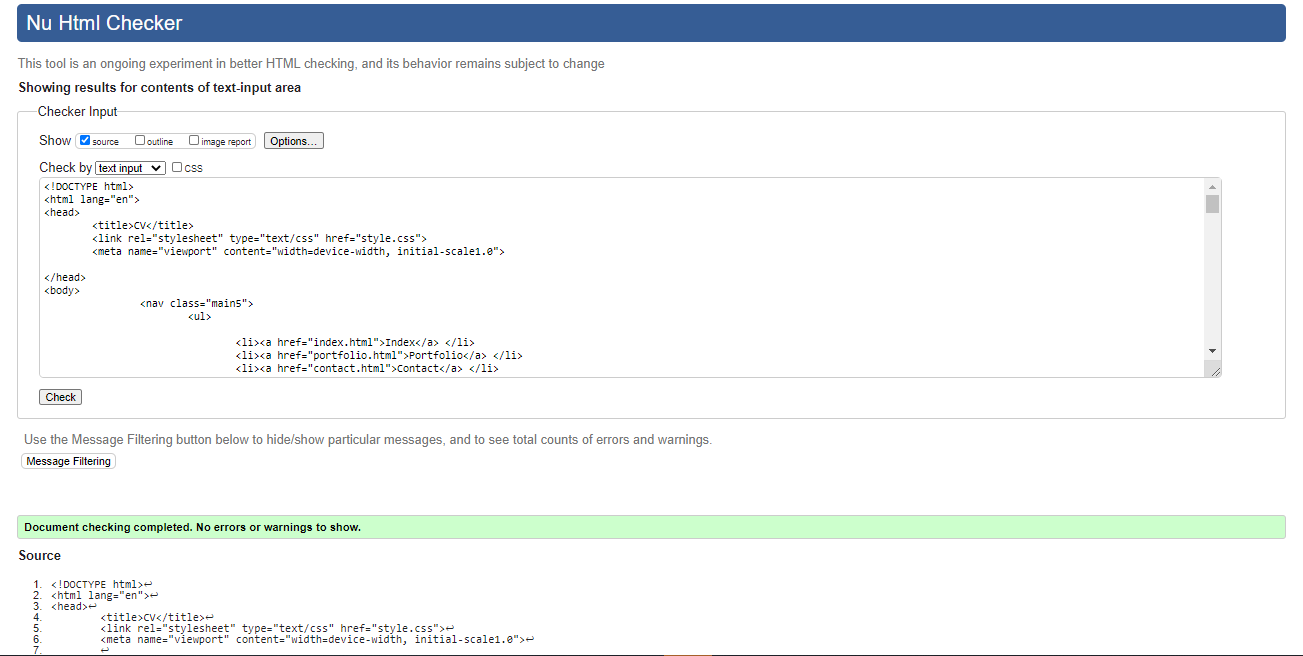 Nu Html Checker
This tool is an ongoing experiment in better HTML checking, and its behavior remains subject to change
Showing results for contents of text-input area
Checker Input
Show source outline image report Options...
Check by text input css
<!DOCTYPE html>
<html lang="en">
<head>
<title>CV</title>
<link rel="stylesheet" type="text/css" href="style.css">
<meta name="viewport" content="width=device-width, initial-scale1.0">
</head>
<body>
<nav class="main5">
<ul>
<li><a href="index.html">Index</a> </li>
<li><a href="portfolio.html">Portfolio</a> </li>
<li><a href="contact.html">Contact</a> </li>
Check
Use the Message Filtering button below to hide/show particular messages, and to see total counts of errors and warnings.
Message Filtering
Document checking completed. No errors or warnings to show.
Source
1. <!DOCTYPE html>↩
2. <html lang="en">↩
3. <head>↩
4. <title>CV</title>↩
5. <link rel="stylesheet" type="text/css" href="style.css">↩
6. <meta name="viewport" content="width=device-width, initial-scale1.0">↩
7. ↩